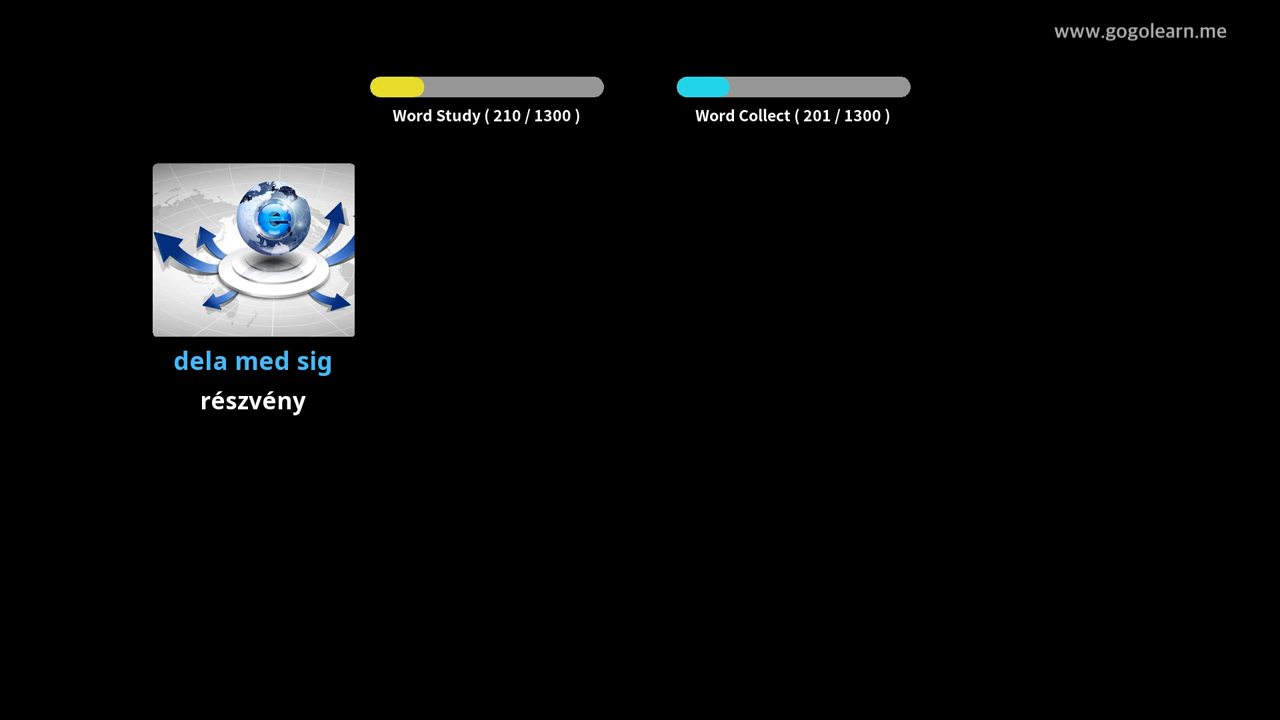 www.gogolearn.me
Word Study ( 210 / 1300 )
Word Collect ( 201 / 1300 )
e
dela med sig
részvény